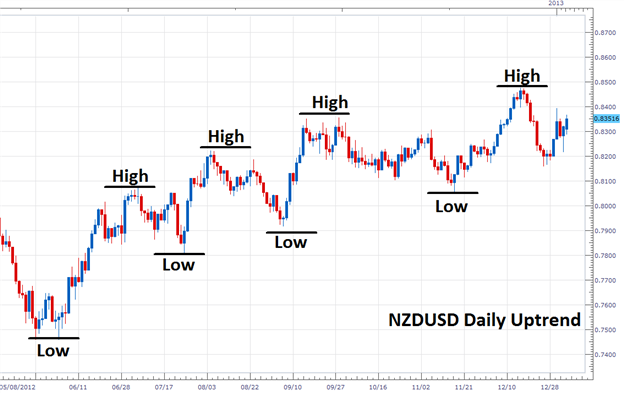 2013
0.8700
0.8600
High
0.8500
High
0.8400
0.83516
High
0.8300
0.8200
High
0.8100
Low
0.8000
Low
0.7900
Low
0.7800
0.7700
NZDUSD Daily Uptrend
0.7600
0.7500
Low
0.7400
05/08/2012 06/11 06/28 07/17 08/03 08/22 09/10 09/27 10/16 11/02 11/21 12/10 12/28